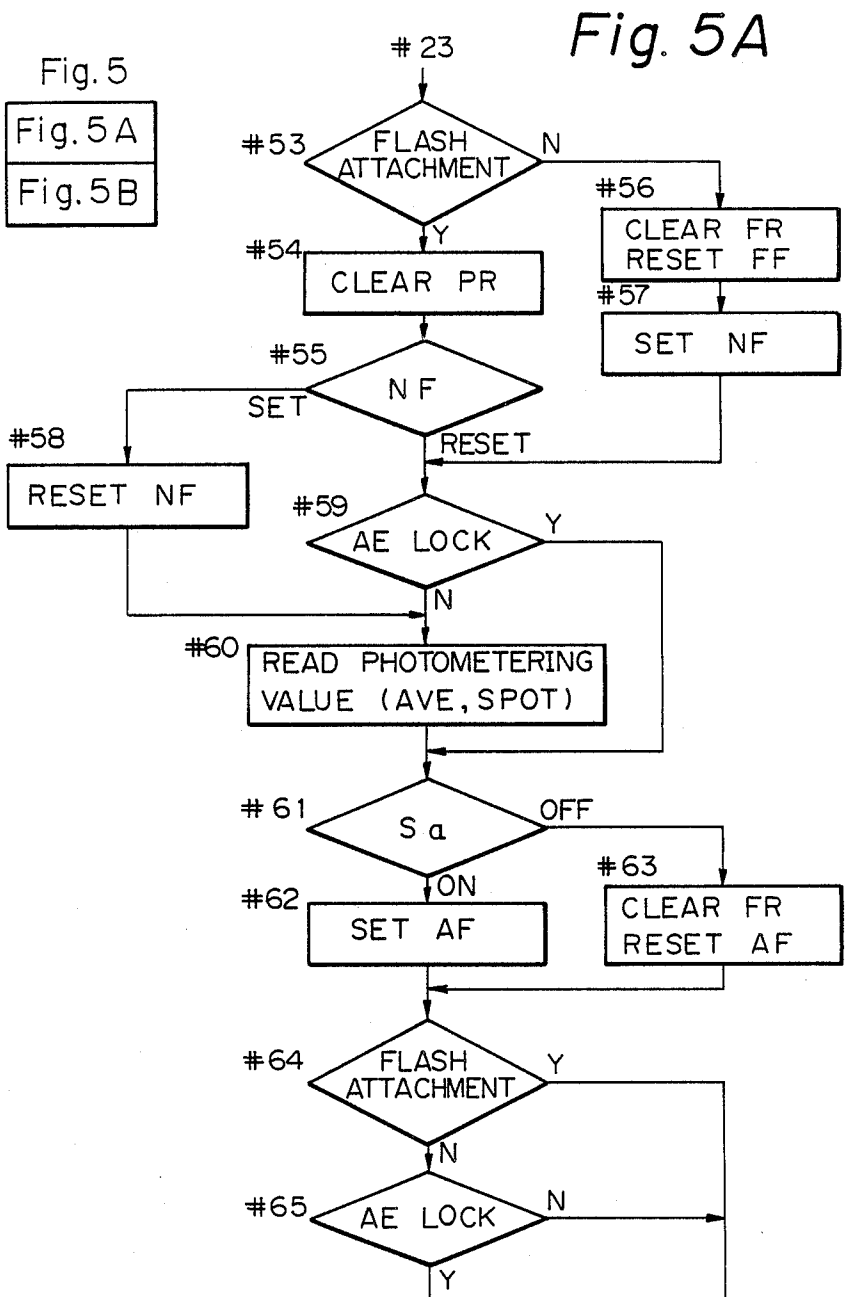 Fig. 5A
#23
Fig. 5
Fig. 5A
Fig. 5B
#53
FLASH
ATTACHMENT
N
Y
#56
CLEAR FR
RESET FF
#54
CLEAR PR
#57
SET NF
#55
NF
SET
RESET
#58
RESET NF
#59
AE LOCK
Y
N
#60
READ PHOTOMETERING
VALUE (AVE, SPOT)
#61
Sa
OFF
ON
#62
SET AF
#63
CLEAR FR
RESET AF
#64
FLASH
ATTACHMENT
Y
N
#65
AE LOCK
N
Y